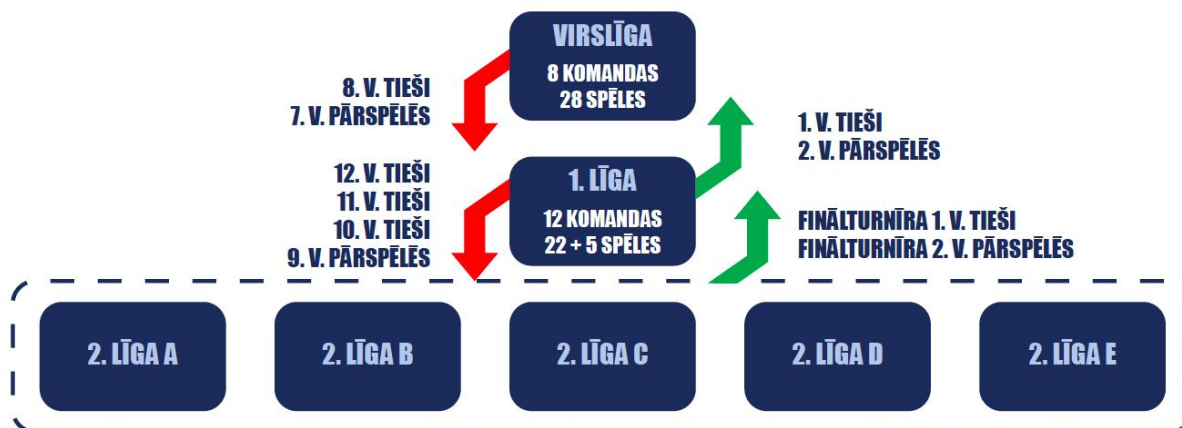 VIRSLĪGA
8 KOMANDAS
28 SPĒLES
8. V. TIEŠI
7. V. PĀRSPĒLĒS
1. V. TIEŠI
2. V. PĀRSPĒLĒS
12. V. TIEŠI
11. V. TIEŠI
10. V. TIEŠI
9. V. PĀRSPĒLĒS
1. LĪGA
12 KOMANDAS
22 + 5 SPĒLES
FINĀLTURNĪRA 1. V. TIEŠI
FINĀLTURNĪRA 2. V. PĀRSPĒLĒS
2. LĪGA A
2. LĪGA B
2. LĪGA C
2. LĪGA D
2. LĪGA E